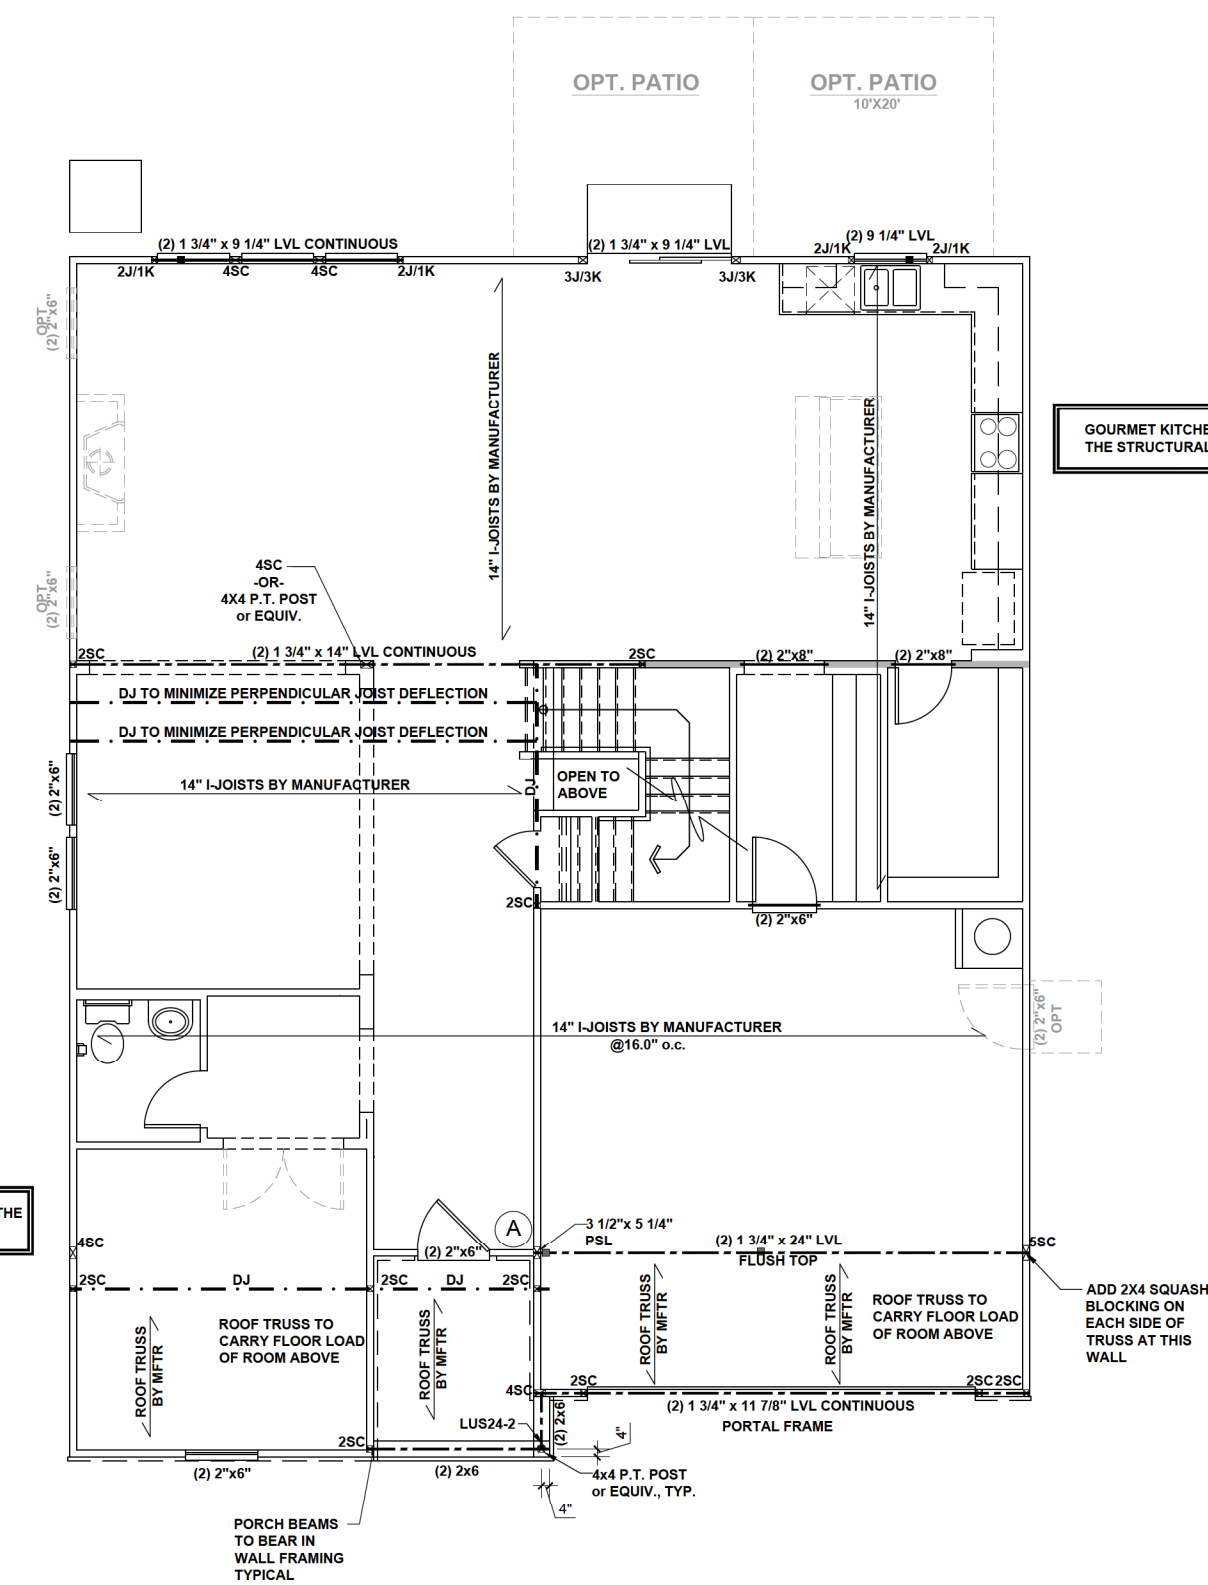 OPT. PATIO
OPT. PATIO
10'X20'
(2) 1 3/4" x 9 1/4" LVL CONTINUOUS
(2) 1 3/4" x 9 1/4" LVL
(2) 9 1/4" LVL
2J/1K
2J/1K
2J/1K
4SC
4SC
2J/1K
3J/3K
3J/3K
OPT
(2) 2"x6"
14" I-JOISTS BY MANUFACTURER
14" I-JOISTS BY MANUFACTURER
GOURMET KITCHE
THE STRUCTURAL
OPT
(2) 2"x6"
4SC
-OR-
4X4 P.T. POST
or EQUIV.
2SC
(2) 1 3/4" x 14" LVL CONTINUOUS
2SC
(2) 2"x8"
(2) 2"x8"
DJ TO MINIMIZE PERPENDICULAR JOIST DEFLECTION
DJ TO MINIMIZE PERPENDICULAR JOIST DEFLECTION
(2) 2"x6"
14" I-JOISTS BY MANUFACTURER
DJ
OPEN TO
ABOVE
(2) 2"x6"
2SC
(2) 2"x6"
14" I-JOISTS BY MANUFACTURER
@16.0" o.c.
(2) 2"x6"
OPT
THE
4SC
A
3 1/2"x 5 1/4"
PSL
(2) 1 3/4" x 24" LVL
FLUSH TOP
5SC
(2) 2"x6"
2SC
DJ
2SC
DJ
2SC
ADD 2X4 SQUASH
BLOCKING ON
EACH SIDE OF
TRUSS AT THIS
WALL
ROOF TRUSS
BY MFTR
ROOF TRUSS TO
CARRY FLOOR LOAD
OF ROOM ABOVE
ROOF TRUSS
BY MFTR
ROOF TRUSS
BY MFTR
ROOF TRUSS
BY MFTR
ROOF TRUSS TO
CARRY FLOOR LOAD
OF ROOM ABOVE
4SC
2SC
2SC 2SC
(2) 1 3/4" x 11 7/8" LVL CONTINUOUS
PORTAL FRAME
LUS24-2
(2) 2x6
4"
2SC
(2) 2"x6"
(2) 2x6
4x4 P.T. POST
or EQUIV., TYP.
4"
PORCH BEAMS
TO BEAR IN
WALL FRAMING
TYPICAL